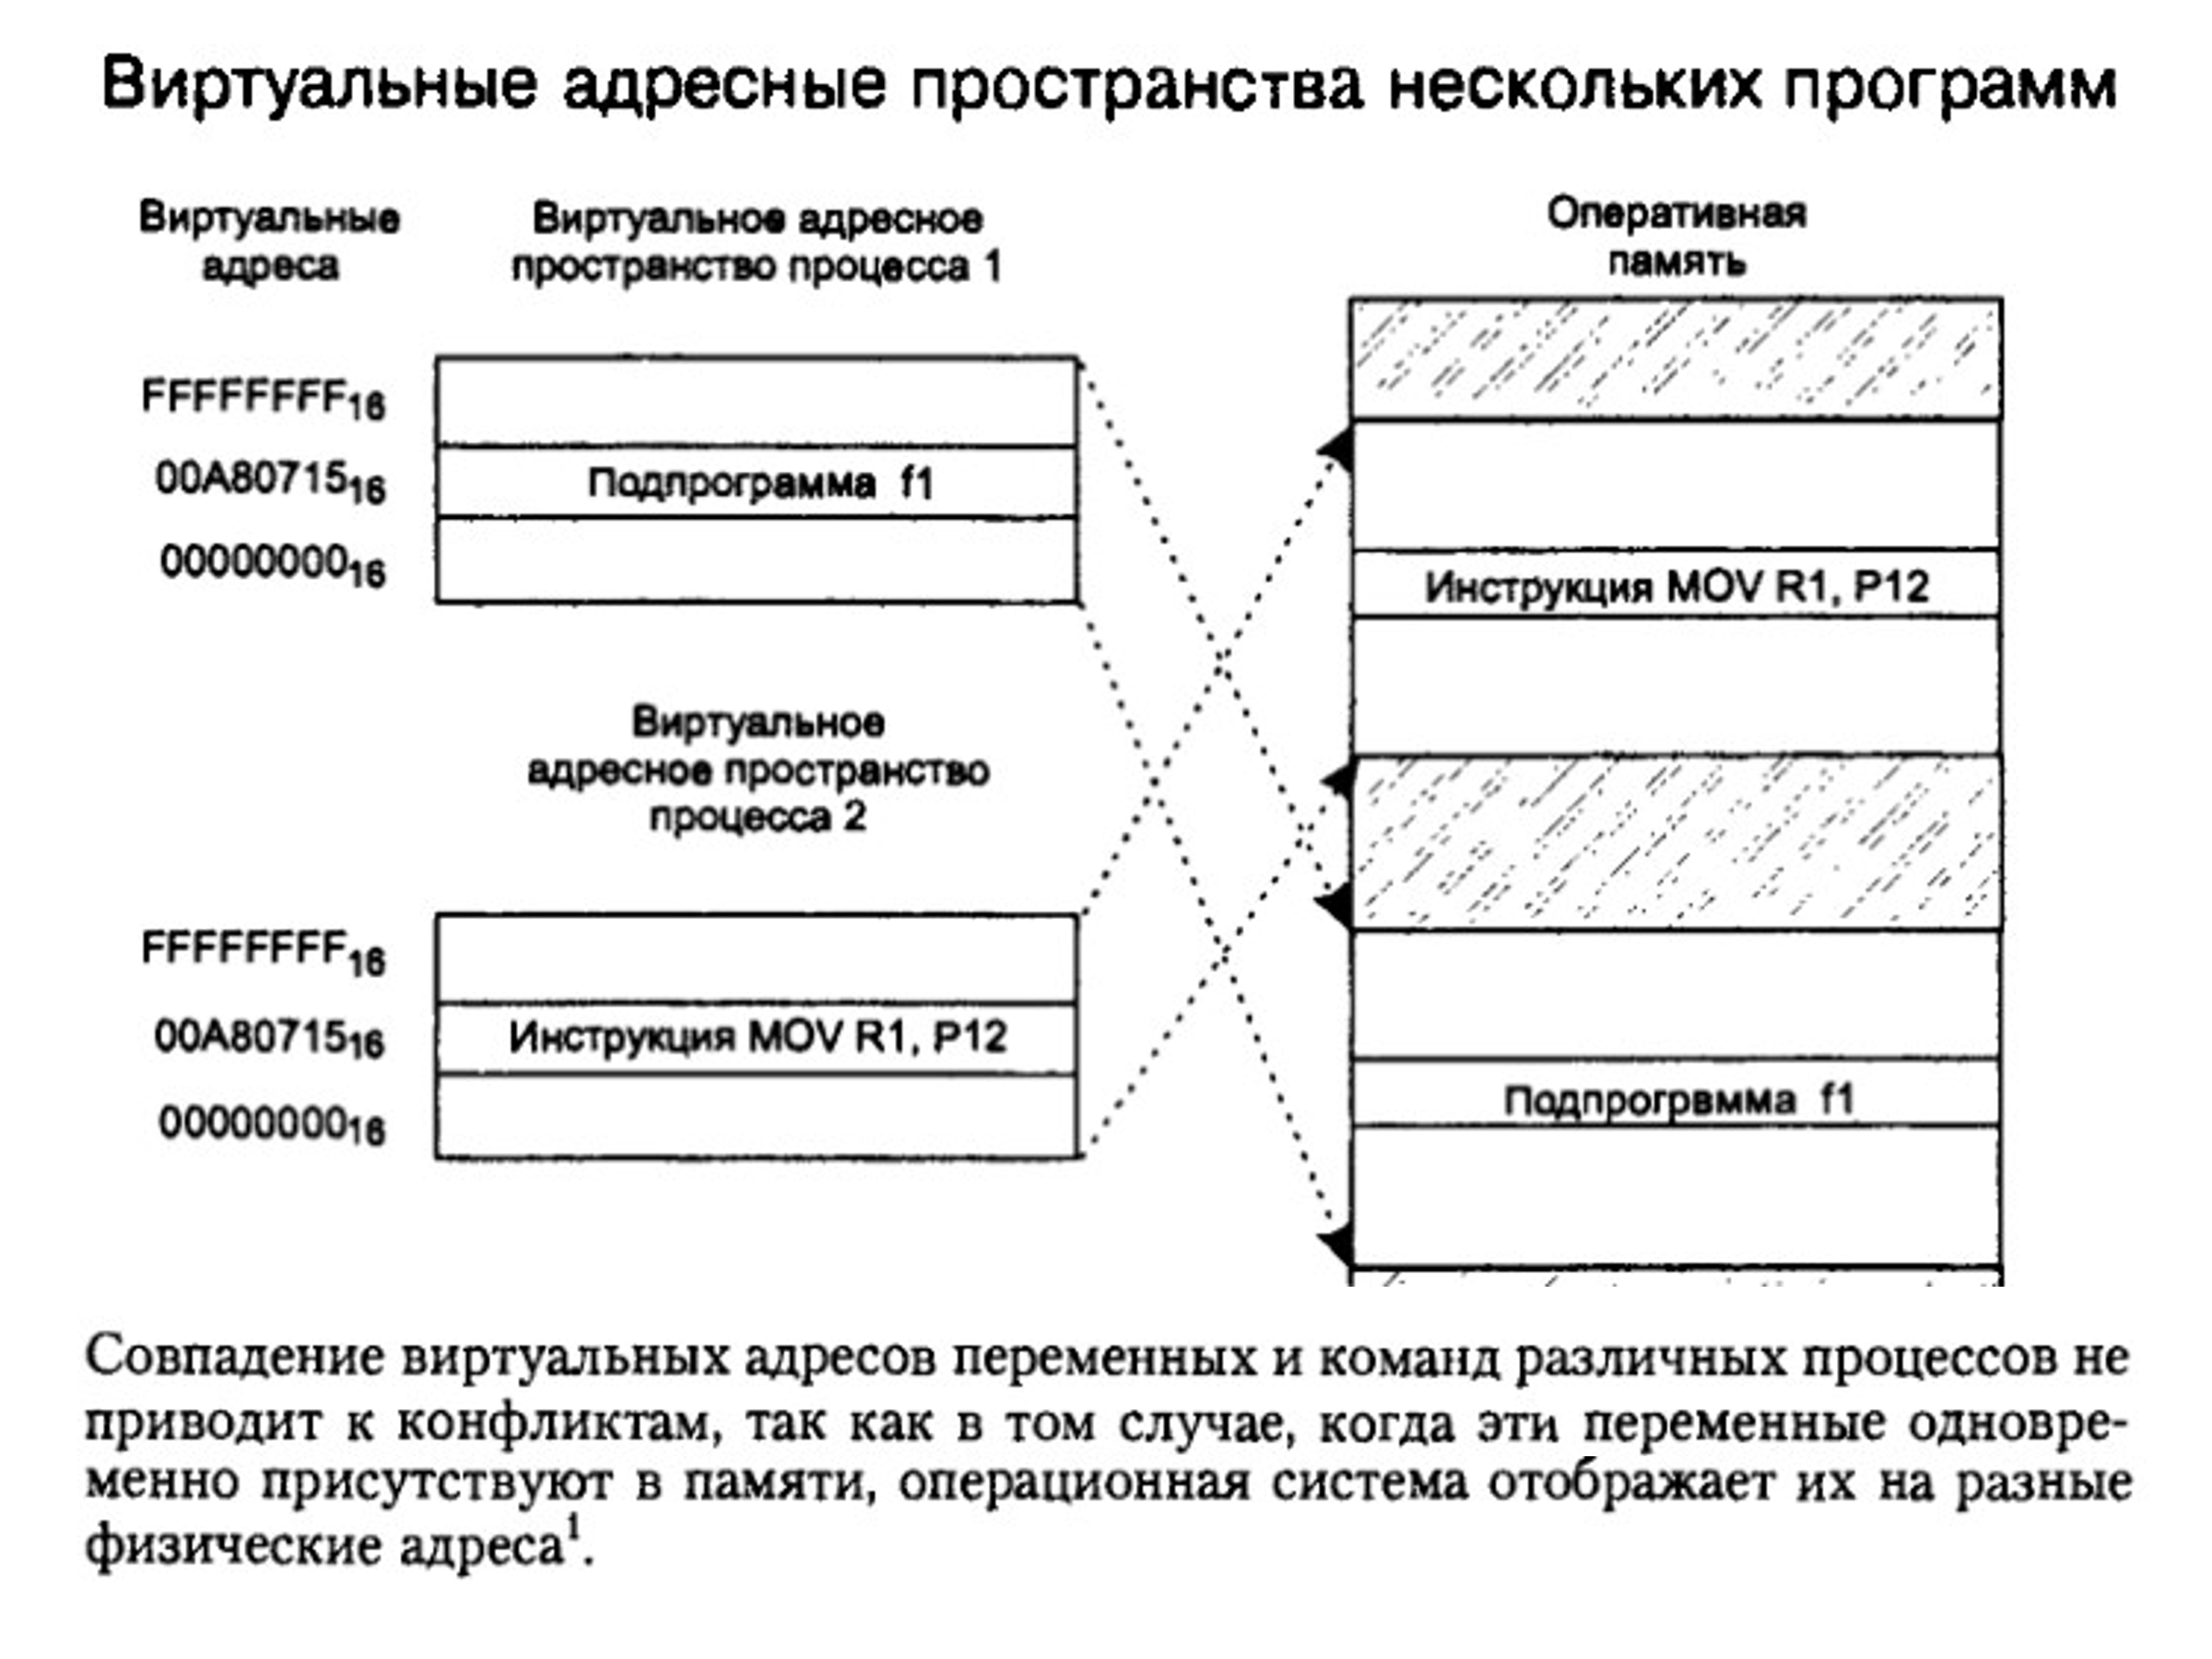 Виртуальные адресные пространства нескольких программ
Виртуальные
адреса
Виртуальное адресное
пространство процесса 1
Оперативная
память
FFFFFFFF₁₆
00A80715₁₆
Подпрограмма f1
00000000₁₆
Инструкция MOV R1, P12
Виртуальное
адресное пространство
процесса 2
FFFFFFFF₁₆
00A80715₁₆
Инструкция MOV R1, P12
00000000₁₆
Подпрогрвмма f1
Совпадение виртуальных адресов переменных и команд различных процессов не
приводит к конфликтам, так как в том случае, когда эти переменные одновре-
менно присутствуют в памяти, операционная система отображает их на разные
физические адреса¹.